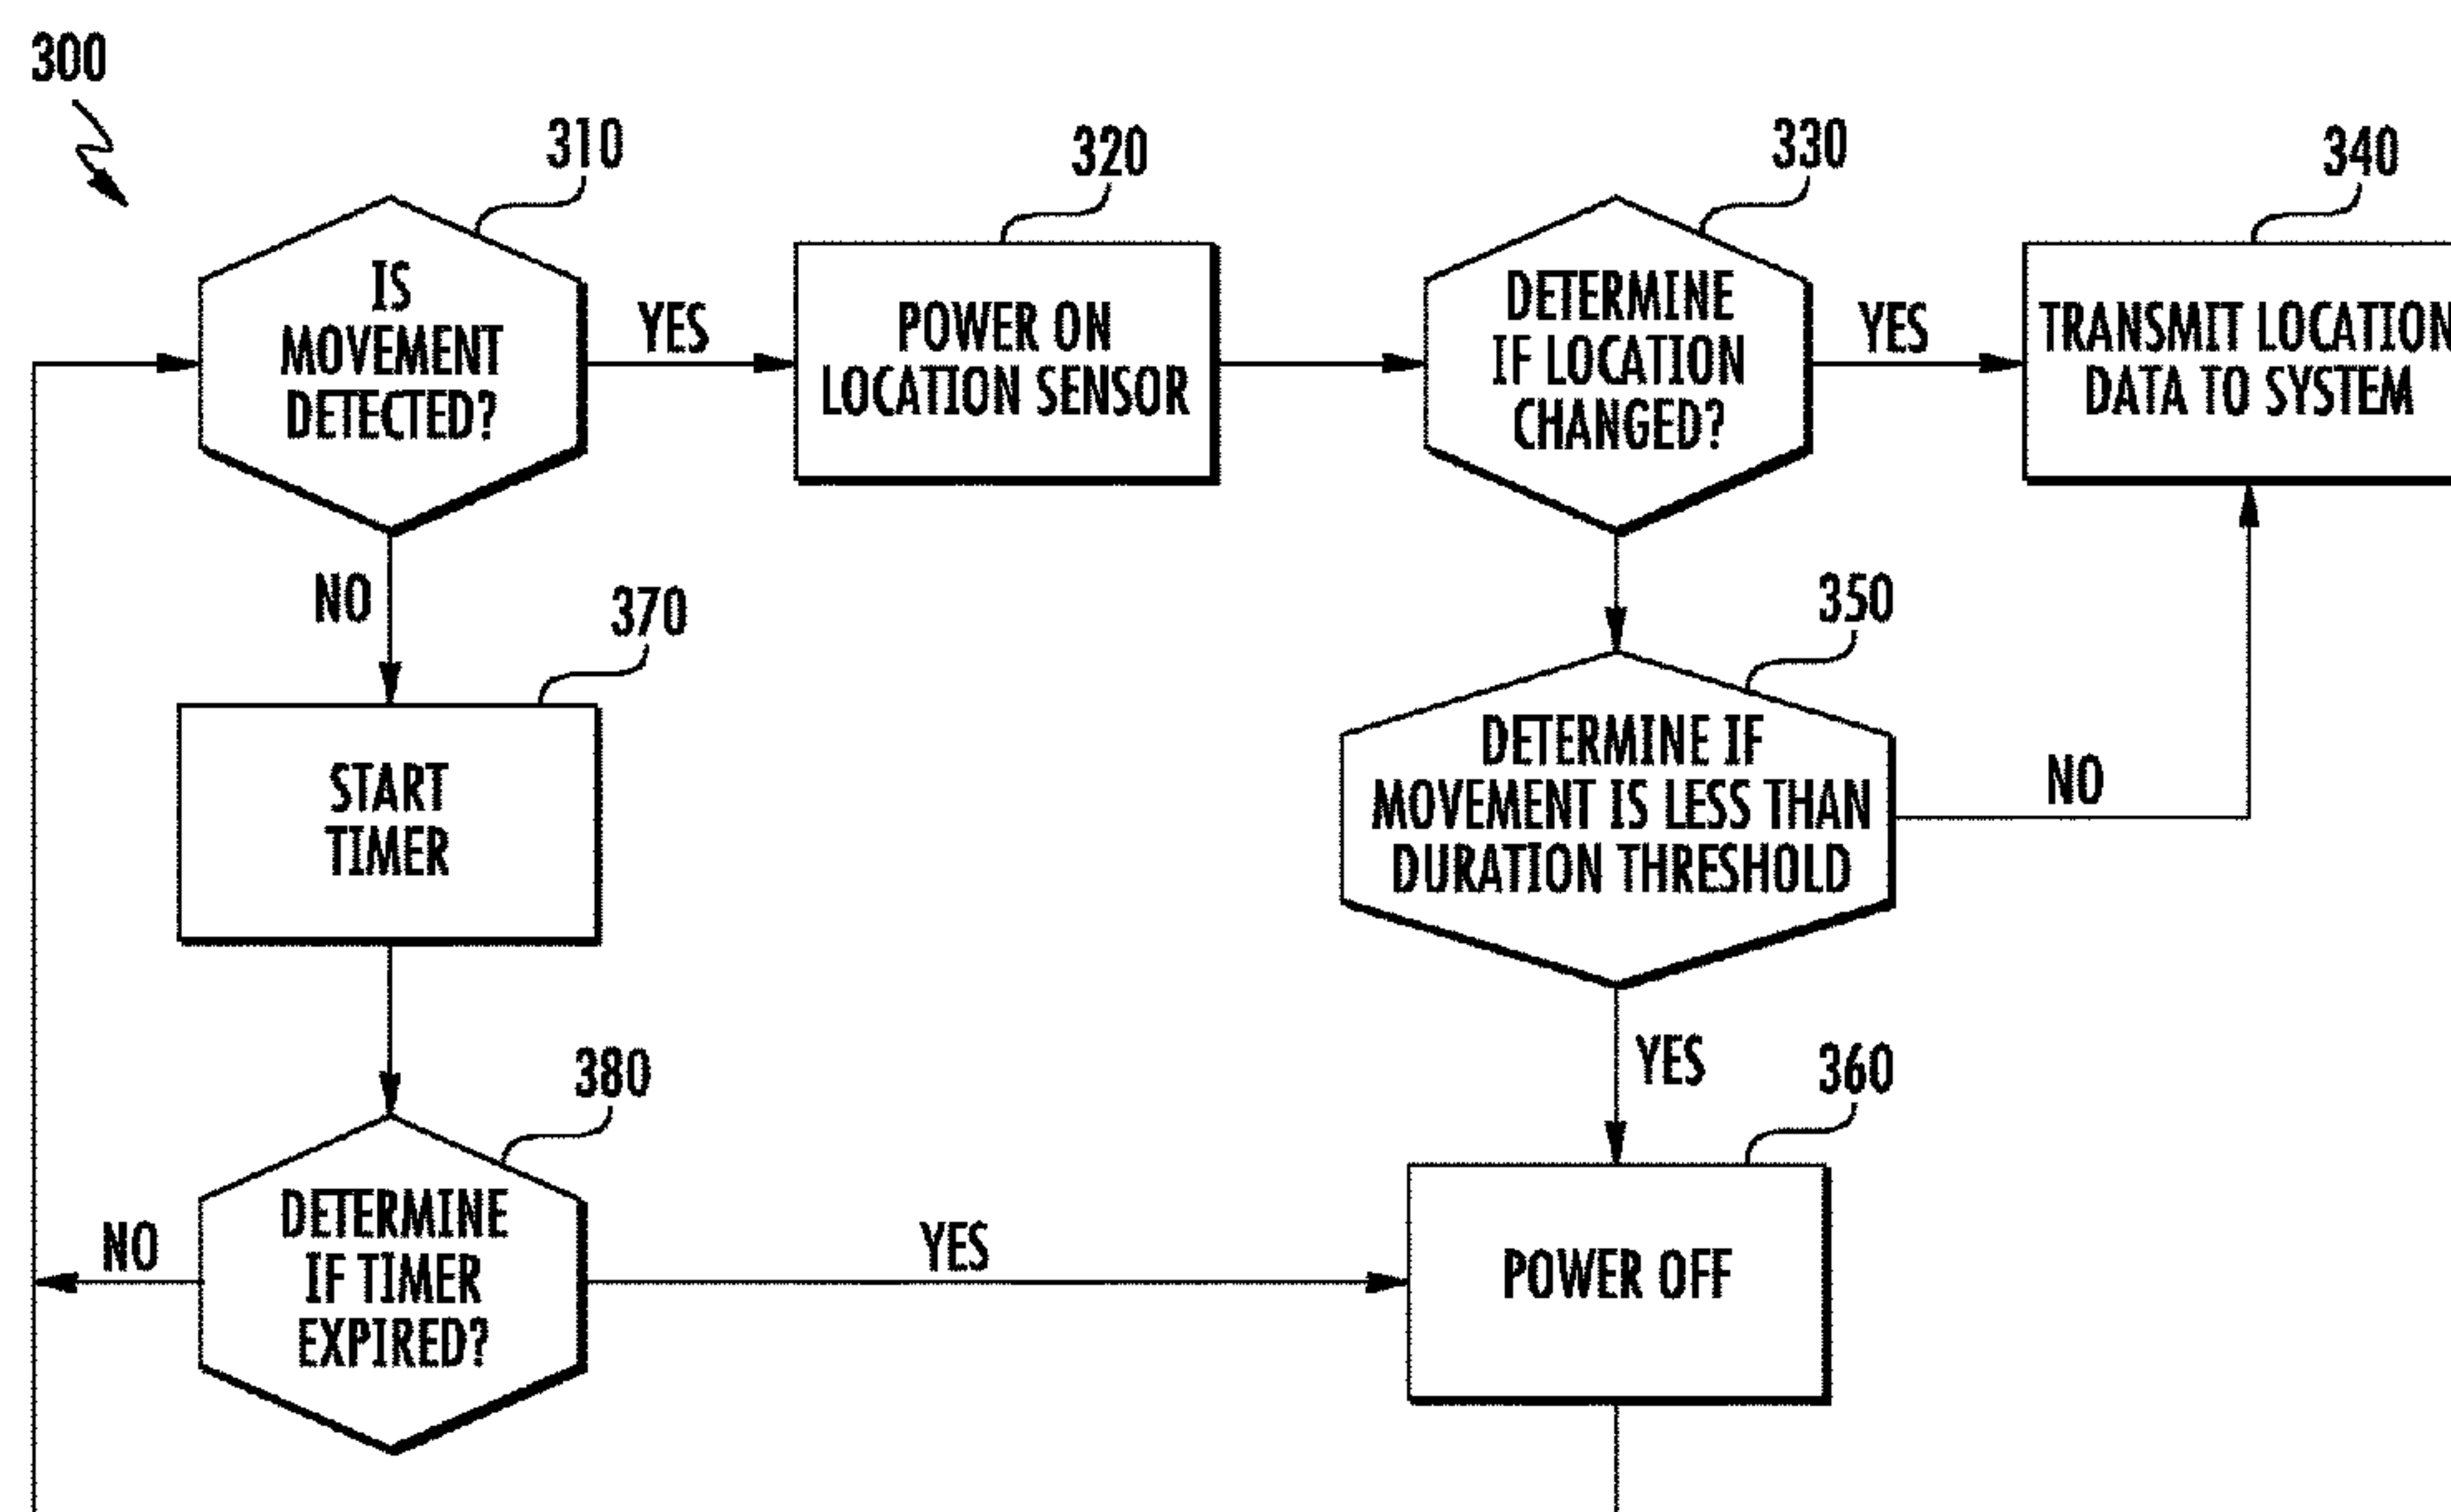 300
310
IS
MOVEMENT
DETECTED?
YES
320
POWER ON
LOCATION SENSOR
330
DETERMINE
IF LOCATION
CHANGED?
YES
340
TRANSMIT LOCATION
DATA TO SYSTEM
NO
370
START
TIMER
350
DETERMINE IF
MOVEMENT IS LESS THAN
DURATION THRESHOLD
NO
YES
380
DETERMINE
IF TIMER
EXPIRED?
NO
YES
360
POWER OFF